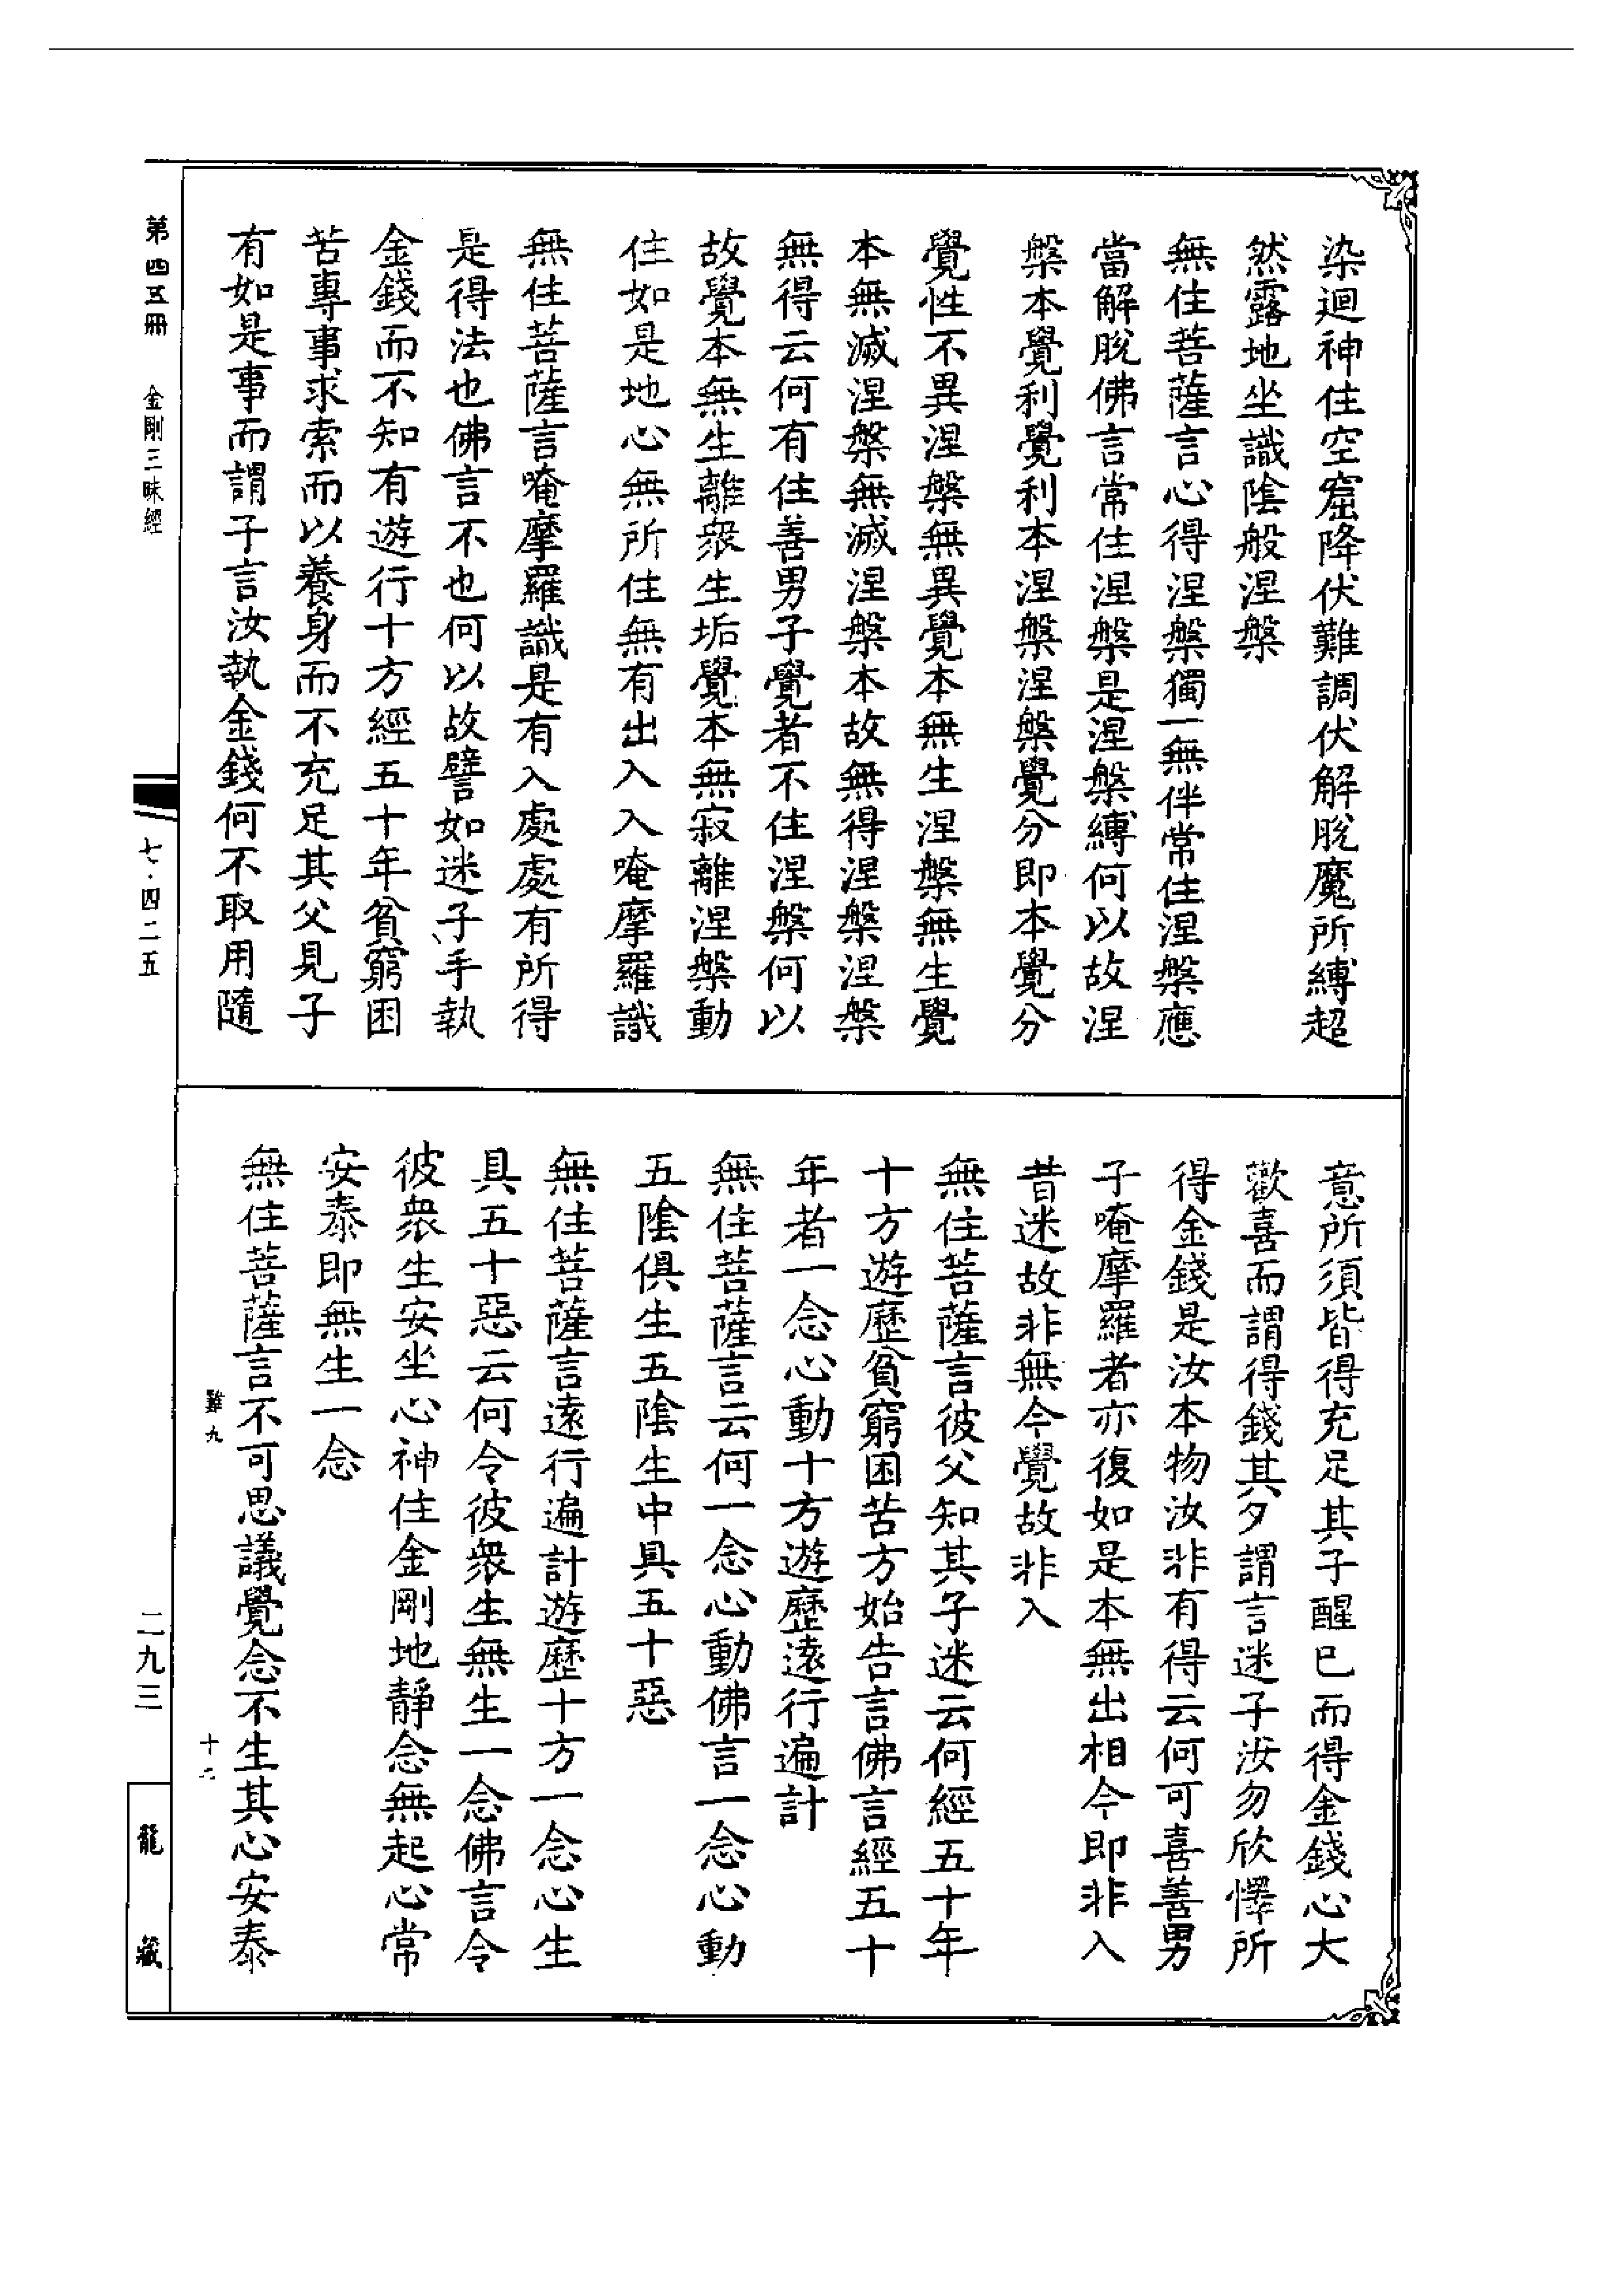 染迴神住空窟降伏難調伏解脫魔所縛超
然露地坐識陰般涅槃
無住菩薩言心得涅槃獨一無伴常住涅槃應
當解脫佛言常住涅槃是涅槃縛何以故涅
槃本覺利覺利本涅槃涅槃覺分即本覺分
覺性不異涅槃無異覺本無生涅槃無生覺
本無滅涅槃無滅涅槃本故無得涅槃涅槃
無得云何有住善男子覺者不住涅槃何以
故覺本無生離衆生垢覺本無寂離涅槃動
住如是地心無所住無有出入入唵摩羅識
無住菩薩言唵摩羅識是有入處處有所得
是得法也佛言不也何以故譬如迷子手執
金錢而不知有遊行十方經五十年貧窮困
苦專事求索而以養身而不充足其父見子
有如是事而謂子言汝執金錢何不取用隨
意所須皆得充足其子醒已而得金錢心大
歡喜而謂得錢其夕謂言迷子汝勿欣懌所
得金錢是汝本物汝非有得云何可喜善男
子唵摩羅者亦復如是本無出相今即非入
昔迷故非無今覺故非入
無住菩薩言彼父知其子迷云何經五十年
十方遊歷貧窮困苦方始告言佛言經五十
年者一念心動十方遊歷遠行遍計
無住菩薩言云何一念心動佛言一念心動
五陰俱生五陰生中具五十惡
無住菩薩言遠行遍計遊歷十方一念心生
具五十惡云何令彼衆生無生一念佛言令
彼衆生安坐心神住金剛地靜念無起心常
安泰即無生一念
無住菩薩言不可思議覺念不生其心安泰
難九
十二
第四五冊
金剛三昧經
七·四二五
二九三
龍藏